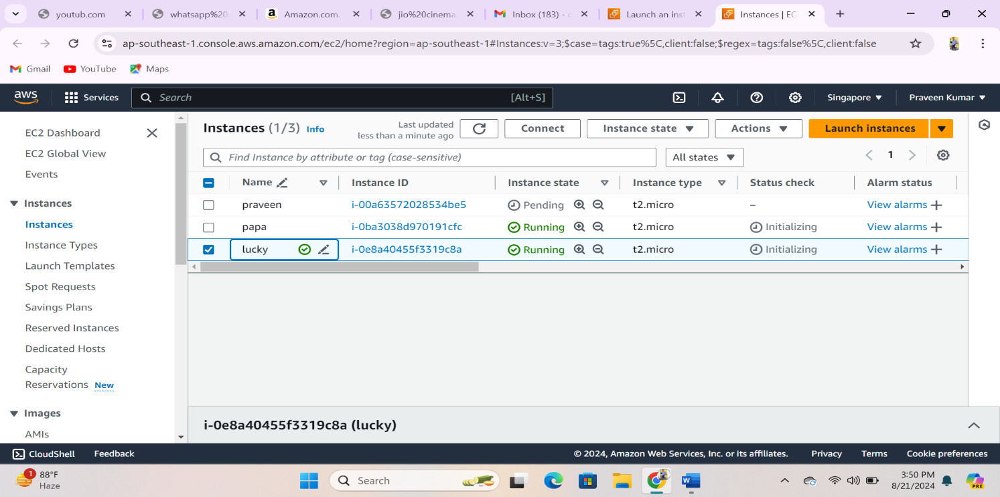 youtub.com
whatsapp%20
Amazon.com.
jio%20cinema
Inbox (183) -
Launch an inst
Instances | EC
ap-southeast-1.console.aws.amazon.com/ec2/home?region=ap-southeast-1#Instances:v=3;$case=tags:true%5C,client:false;$regex=tags:false%5C,client:false
Gmail YouTube Maps
aws Services Search [Alt+S] Singapore Praveen Kumar
EC2 Dashboard
EC2 Global View
Events
Instances
Instances
Instance Types
Launch Templates
Spot Requests
Savings Plans
Reserved Instances
Dedicated Hosts
Capacity
Reservations New
Images
AMIs
Instances (1/3) Info
Last updated
less than a minute ago
Connect Instance state Actions Launch instances
Find Instance by attribute or tag (case-sensitive) All states 1
Name Instance ID Instance state Instance type Status check Alarm status
praveen i-00a63572028534be5 Pending t2.micro – View alarms
papa i-0ba3038d970191cfc Running t2.micro Initializing View alarms
lucky i-0e8a40455f3319c8a Running t2.micro Initializing View alarms
i-0e8a40455f3319c8a (lucky)
CloudShell Feedback © 2024, Amazon Web Services, Inc. or its affiliates. Privacy Terms Cookie preferences
1 88°F
Haze
Search
3:50 PM
8/21/2024
PRE